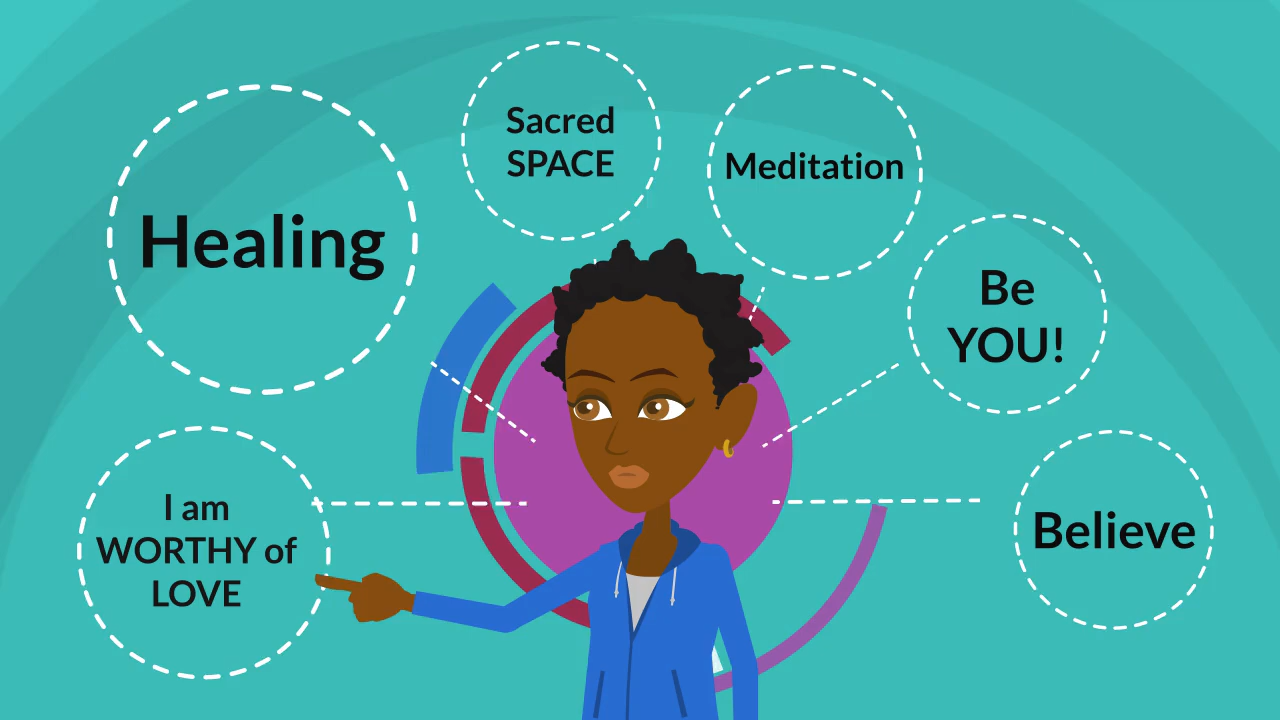 Healing
Sacred
SPACE
Meditation
Be
YOU!
I am
WORTHY of
LOVE
Believe